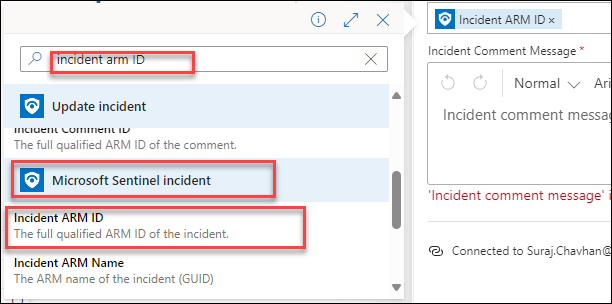 incident arm ID
Update incident
Incident Comment ID
The full qualified ARM ID of the comment.
Microsoft Sentinel incident
Incident ARM ID
The full qualified ARM ID of the incident.
Incident ARM Name
The ARM name of the incident (GUID)
Incident ARM ID ×
Incident Comment Message *
Normal
Ari
Incident comment messa
'Incident comment message' i
Connected to Suraj.Chavhan@